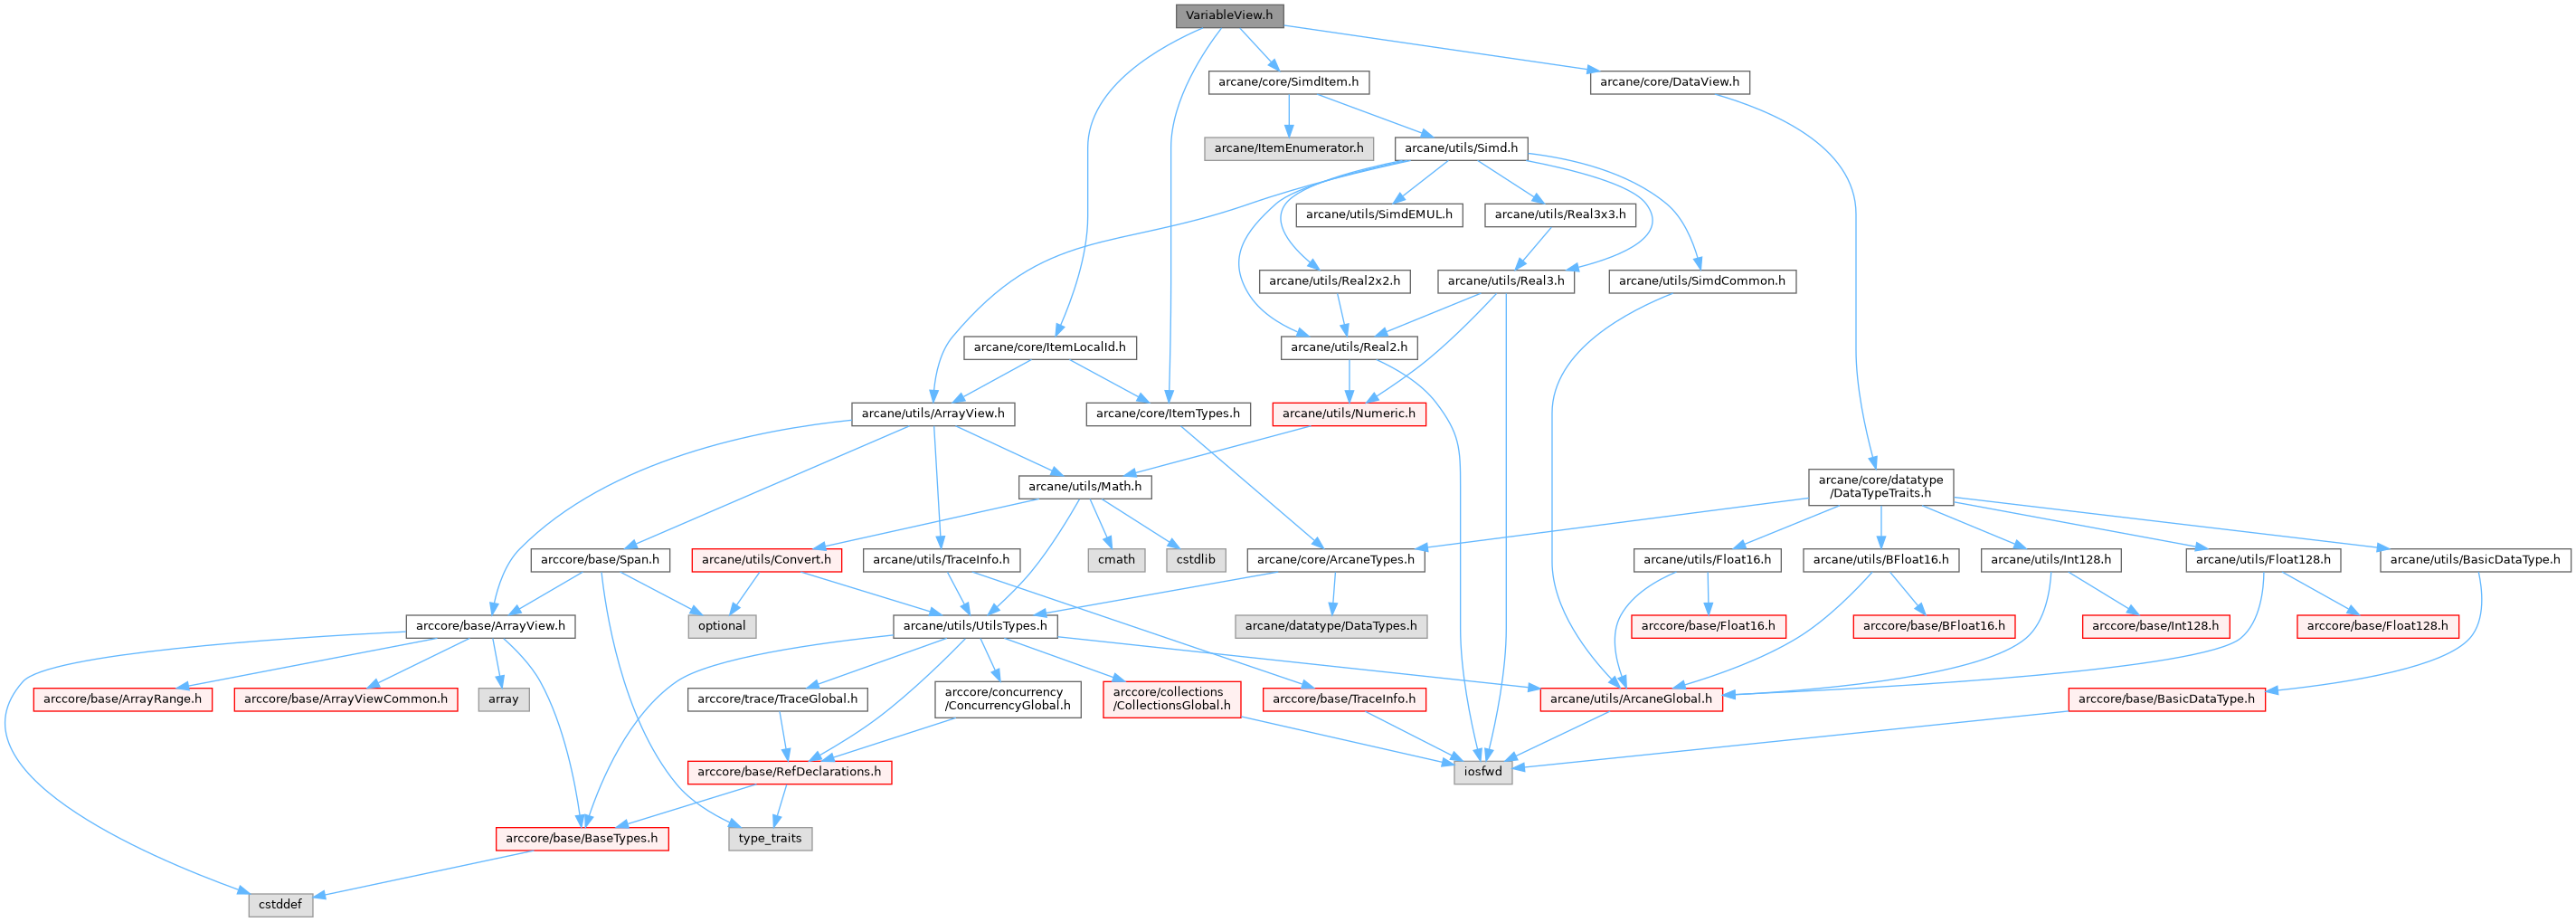 VariableView.h
arcane/core/SimdItem.h
arcane/core/DataView.h
arcane/ItemEnumerator.h
arcane/utils/Simd.h
arcane/utils/SimdEMUL.h
arcane/utils/Real3x3.h
arcane/utils/Real2x2.h
arcane/utils/Real3.h
arcane/utils/SimdCommon.h
arcane/core/ItemLocalId.h
arcane/utils/Real2.h
arcane/utils/ArrayView.h
arcane/core/ItemTypes.h
arcane/utils/Numeric.h
arcane/utils/Math.h
arcane/core/datatype
/DataTypeTraits.h
arccore/base/Span.h
arcane/utils/Convert.h
arcane/utils/TraceInfo.h
cmath
cstdlib
arcane/core/ArcaneTypes.h
arcane/utils/Float16.h
arcane/utils/BFloat16.h
arcane/utils/Int128.h
arcane/utils/Float128.h
arcane/utils/BasicDataType.h
arccore/base/ArrayView.h
optional
arcane/utils/UtilsTypes.h
arcane/datatype/DataTypes.h
arccore/base/Float16.h
arccore/base/BFloat16.h
arccore/base/Int128.h
arccore/base/Float128.h
arccore/base/ArrayRange.h
arccore/base/ArrayViewCommon.h
array
arccore/trace/TraceGlobal.h
arccore/concurrency
/ConcurrencyGlobal.h
arccore/collections
/CollectionsGlobal.h
arccore/base/TraceInfo.h
arcane/utils/ArcaneGlobal.h
arccore/base/BasicDataType.h
arccore/base/RefDeclarations.h
iosfwd
arccore/base/BaseTypes.h
type_traits
cstddef